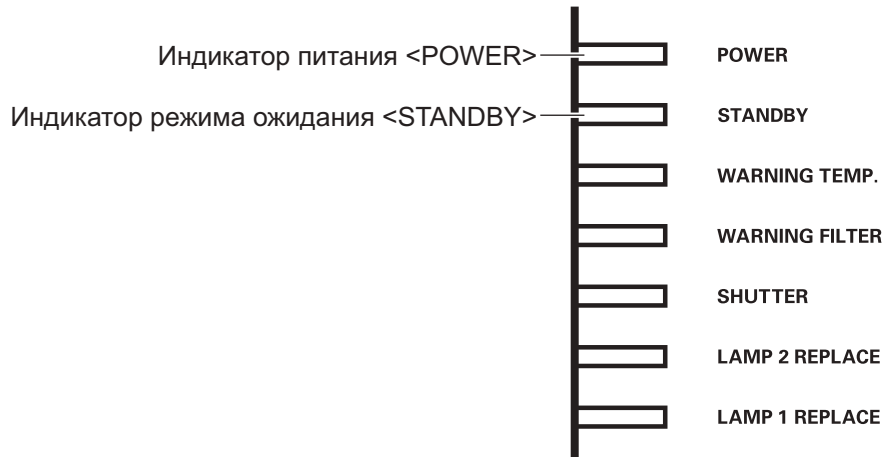 Индикатор питания <POWER>
POWER
Индикатор режима ожидания <STANDBY>
STANDBY
WARNING TEMP.
WARNING FILTER
SHUTTER
LAMP 2 REPLACE
LAMP 1 REPLACE